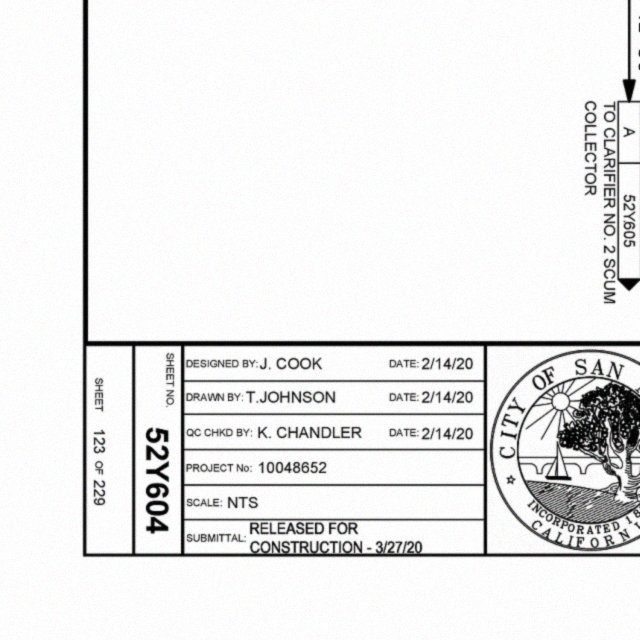 A
52Y605
TO CLARIFIER NO. 2 SCUM
COLLECTOR
SHEET 123 OF 229
SHEET NO.
52Y604
DESIGNED BY: J. COOK DATE: 2/14/20
DRAWN BY: T.JOHNSON DATE: 2/14/20
QC CHKD BY: K. CHANDLER DATE: 2/14/20
PROJECT No: 10048652
SCALE: NTS
SUBMITTAL: RELEASED FOR
CONSTRUCTION - 3/27/20
CITY OF SAN
INCORPORATED
CALIFORN